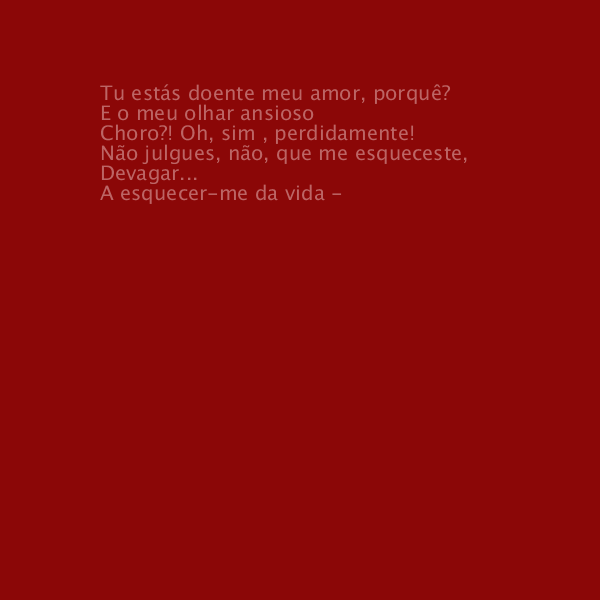 Tu estás doente meu amor, porquê?
E o meu olhar ansioso
Choro?! Oh, sim , perdidamente!
Não julgues, não, que me esqueceste,
Devagar...
A esquecer-me da vida -